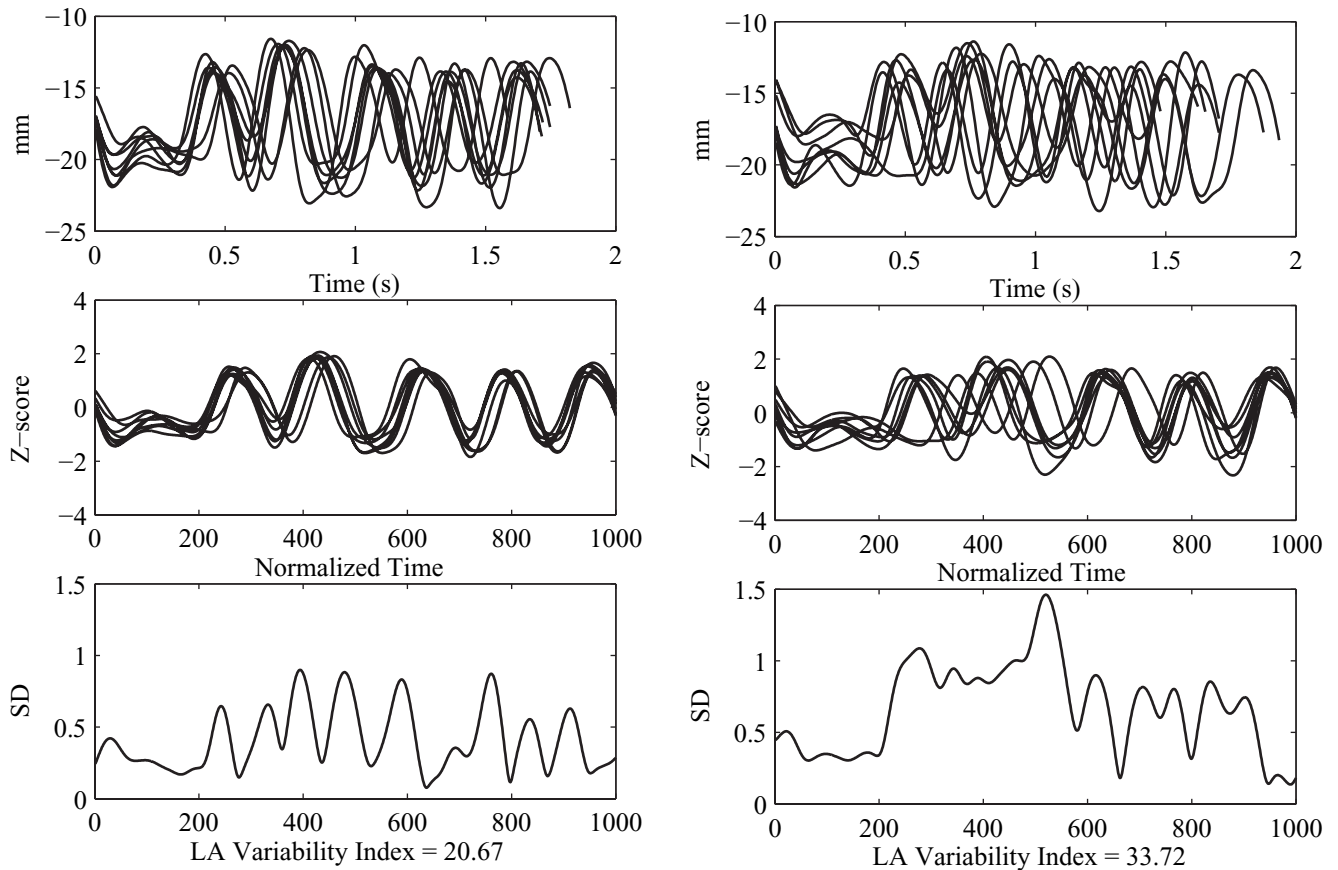 −10
−15
mm
−20
−25
0 0.5 1 1.5 2
Time (s)
4
2
Z−score
0
−2
−4
0 200 400 600 800 1000
Normalized Time
1.5
1
SD
0.5
0
0 200 400 600 800 1000
LA Variability Index = 20.67
−10
−15
mm
−20
−25
0 0.5 1 1.5 2
Time (s)
4
2
Z−score
0
−2
−4
0 200 400 600 800 1000
Normalized Time
1.5
1
SD
0.5
0
0 200 400 600 800 1000
LA Variability Index = 33.72